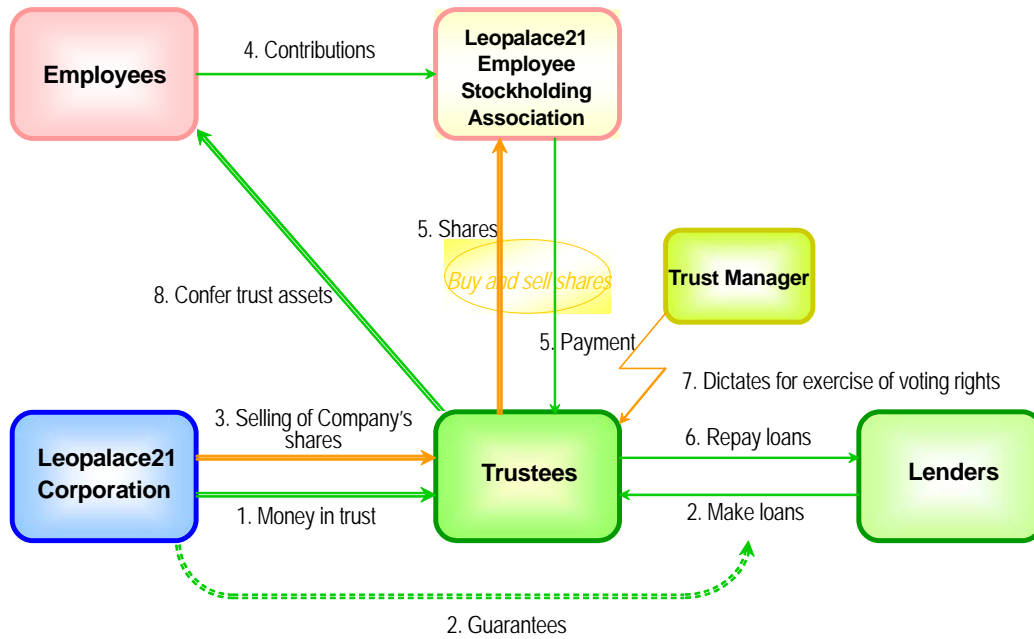 Employees
4. Contributions
Leopalace21
Employee
Stockholding
Association
5. Shares
Buy and sell shares
Trust Manager
8. Confer trust assets
5. Payment
7. Dictates for exercise of voting rights
Leopalace21
Corporation
3. Selling of Company's
shares
1. Money in trust
Trustees
6. Repay loans
2. Make loans
Lenders
2. Guarantees